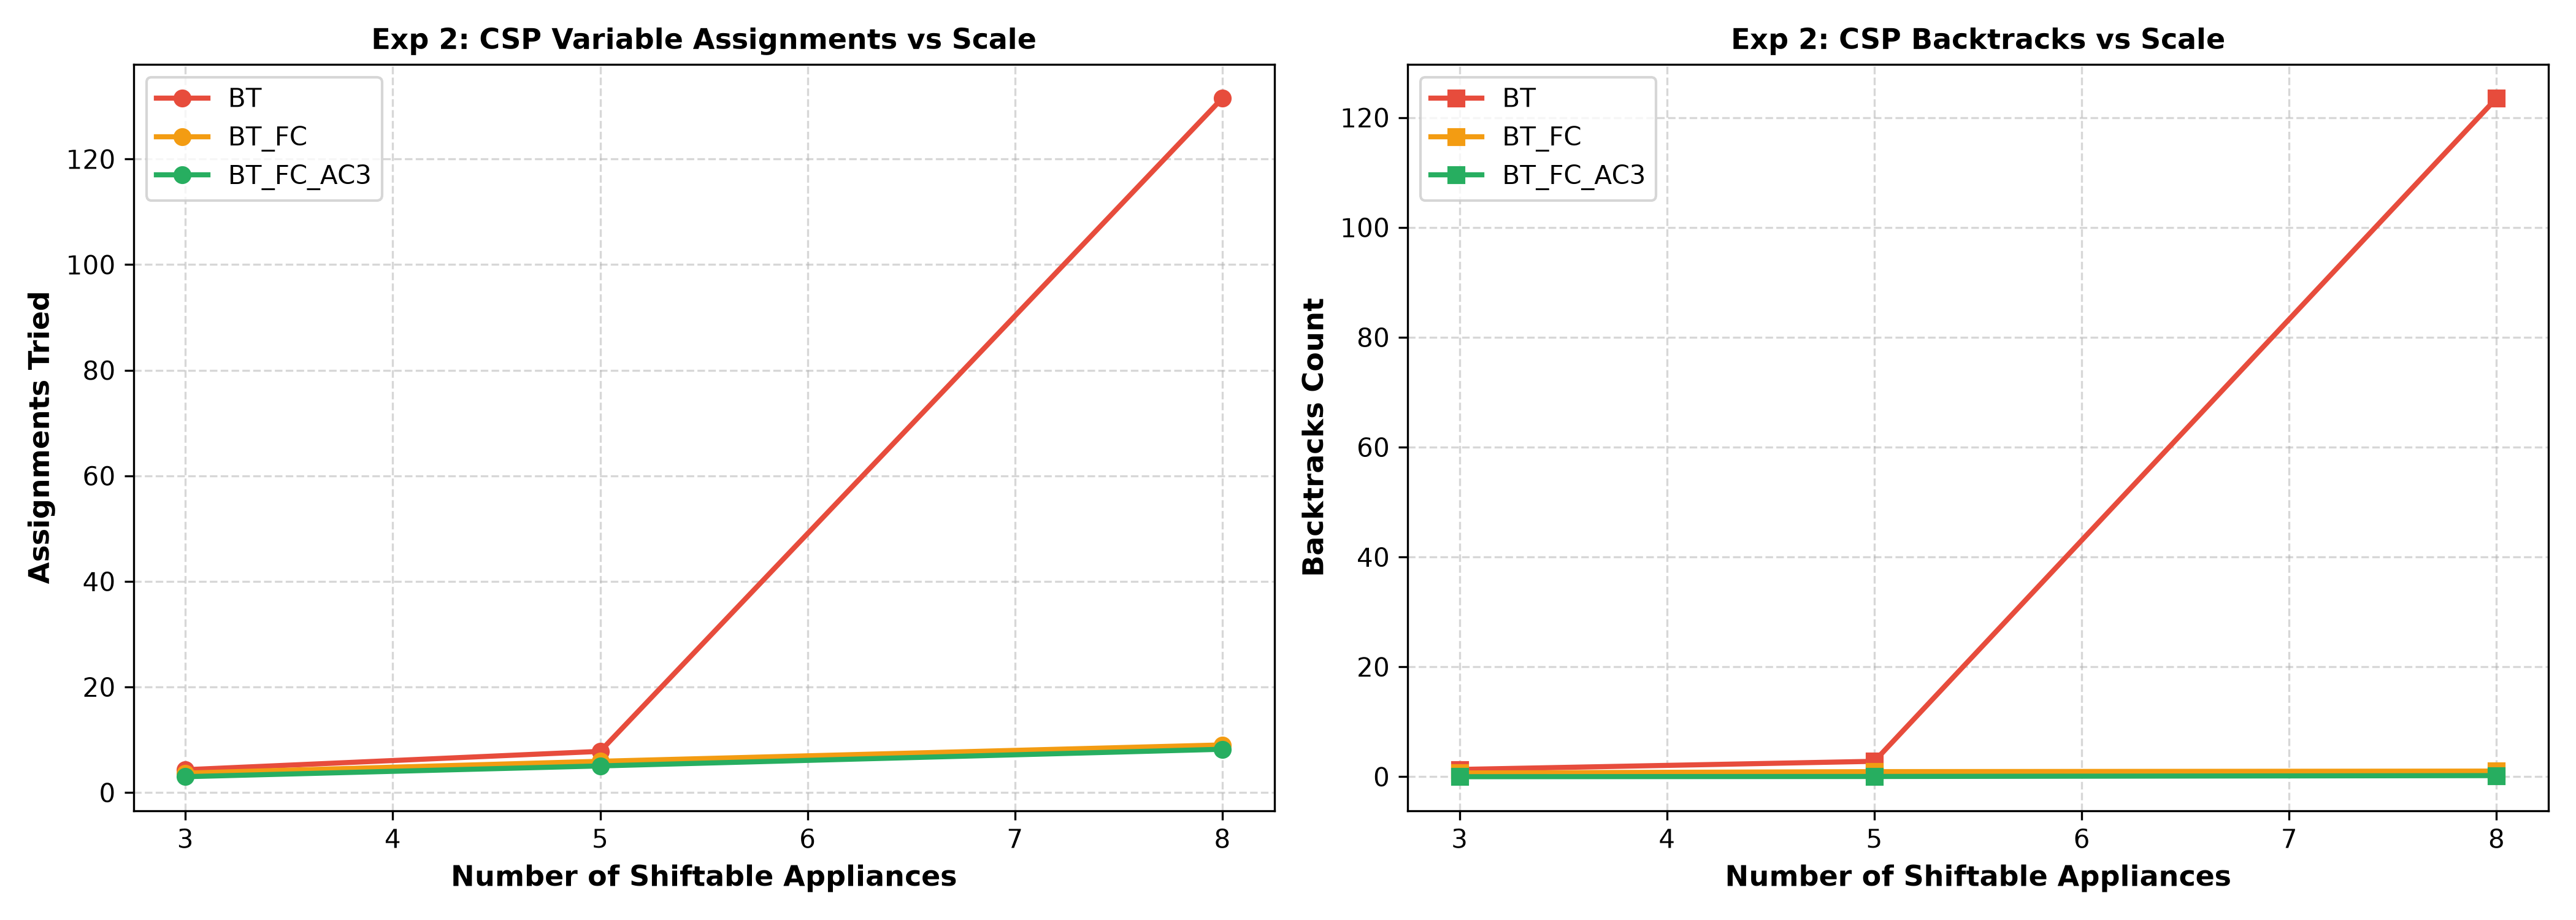 Exp 2: CSP Variable Assignments vs Scale
BT
BT_FC
BT_FC_AC3
Assignments Tried
120
100
80
60
40
20
0
3 4 5 6 7 8
Number of Shiftable Appliances
Exp 2: CSP Backtracks vs Scale
BT
BT_FC
BT_FC_AC3
Backtracks Count
120
100
80
60
40
20
0
3 4 5 6 7 8
Number of Shiftable Appliances